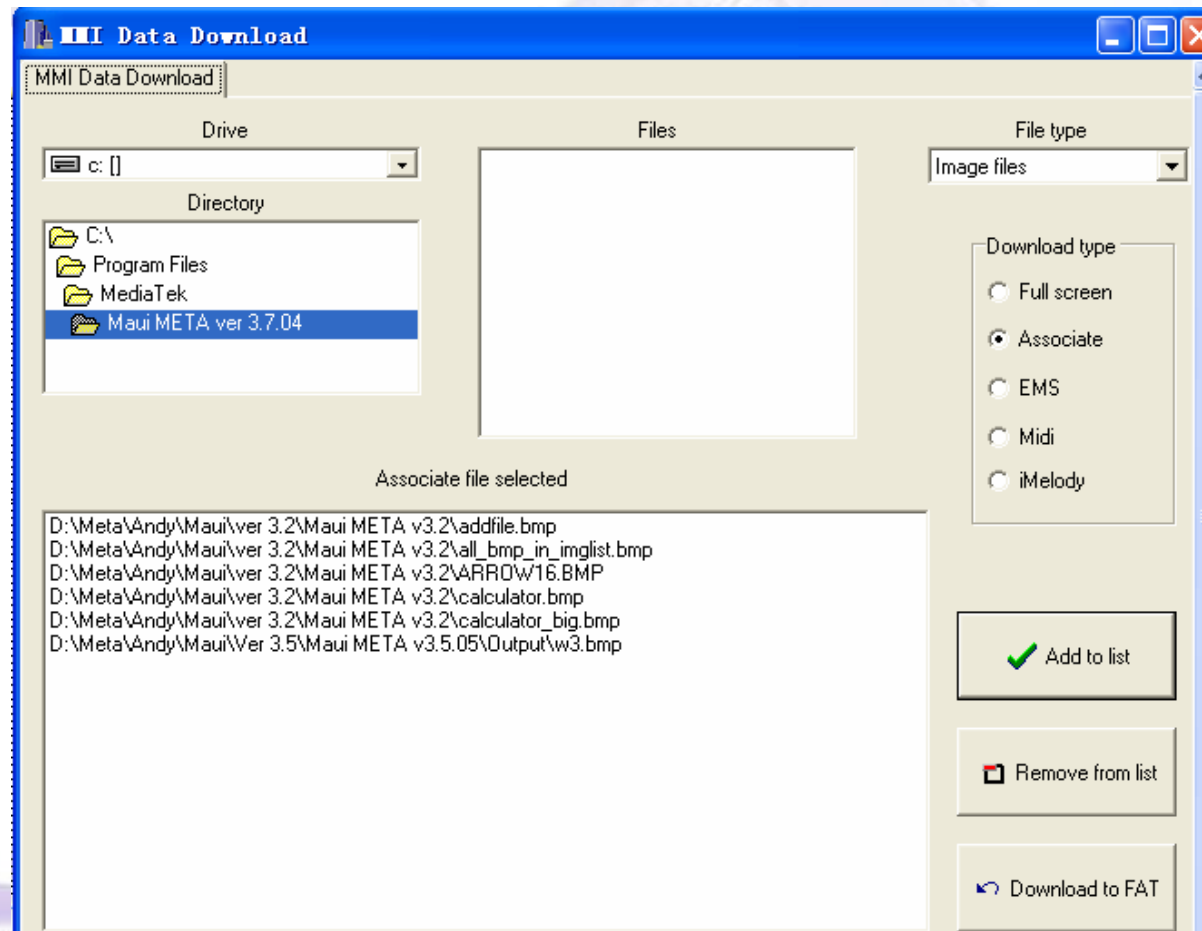 MMI Data Download
MMI Data Download
Drive
Files
File type
c: []
Image files
Directory
C:\
Program Files
MediaTek
Maui META ver 3.7.04
Download type
Full screen
Associate
EMS
Midi
iMelody
Associate file selected
D:\Meta\Andy\Maui\ver 3.2\Maui META v3.2\addfile.bmp
D:\Meta\Andy\Maui\ver 3.2\Maui META v3.2\all_bmp_in_imglist.bmp
D:\Meta\Andy\Maui\ver 3.2\Maui META v3.2\ARROW16.BMP
D:\Meta\Andy\Maui\ver 3.2\Maui META v3.2\calculator.bmp
D:\Meta\Andy\Maui\ver 3.2\Maui META v3.2\calculator_big.bmp
D:\Meta\Andy\Maui\Ver 3.5\Maui META v3.5.05\Output\w3.bmp
Add to list
Remove from list
Download to FAT